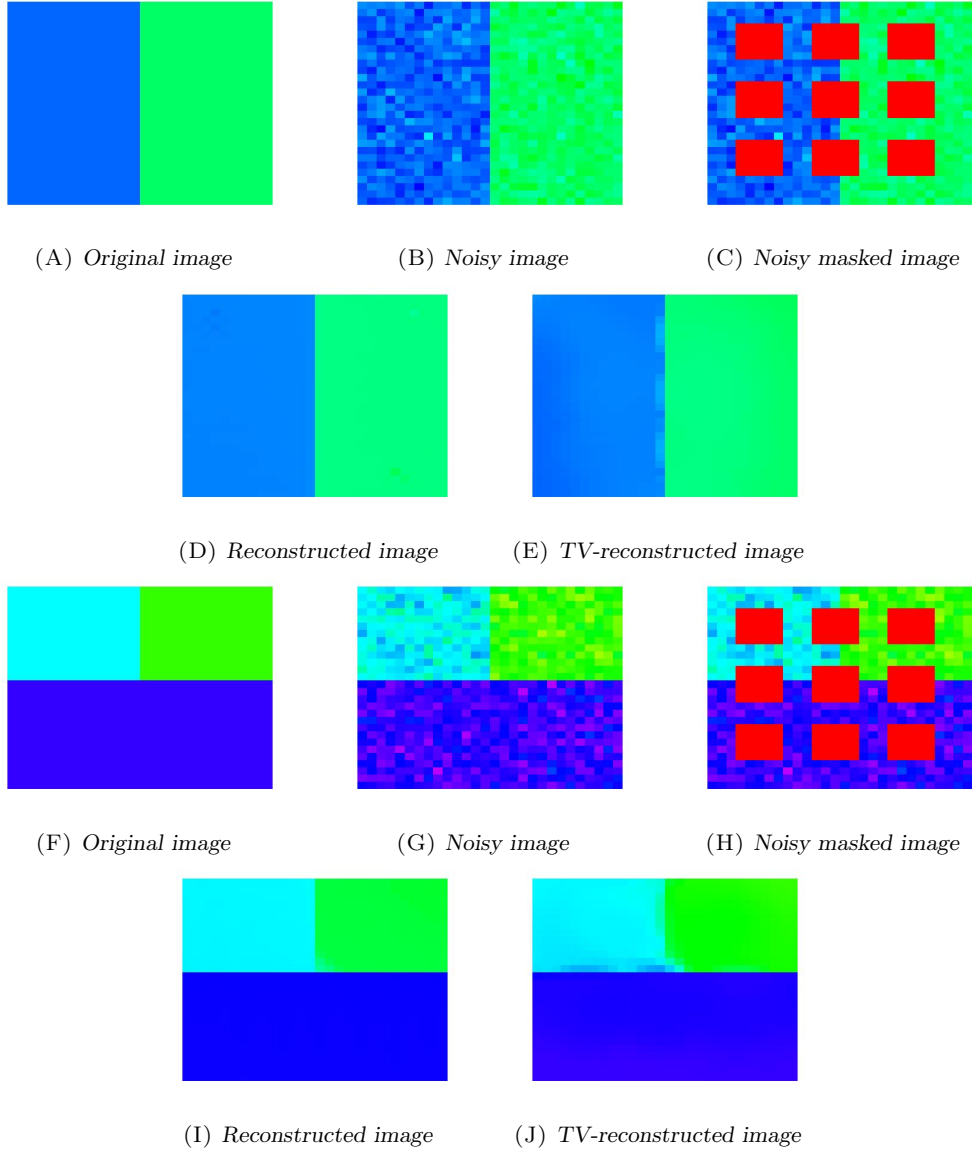 (A) Original image
(B) Noisy image
(C) Noisy masked image
(D) Reconstructed image
(E) TV-reconstructed image
(F) Original image
(G) Noisy image
(H) Noisy masked image
(I) Reconstructed image
(J) TV-reconstructed image